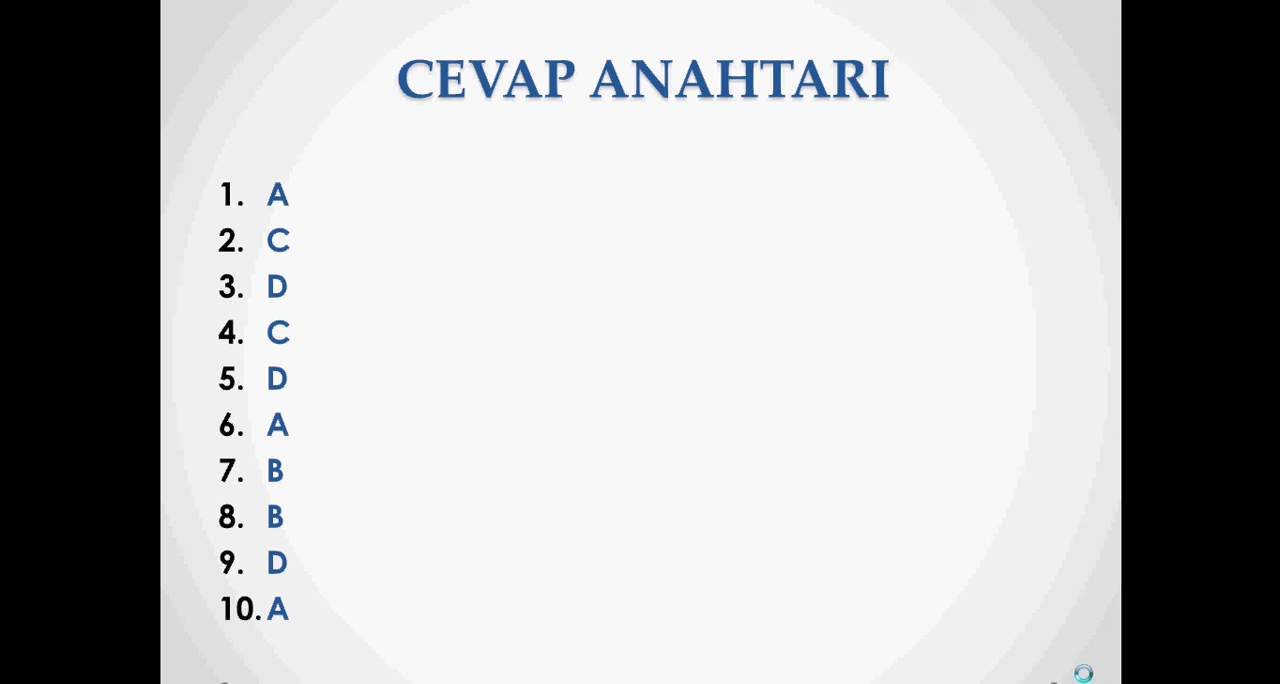 CEVAP ANAHTARI
1. A
2. C
3. D
4. C
5. D
6. A
7. B
8. B
9. D
10. A